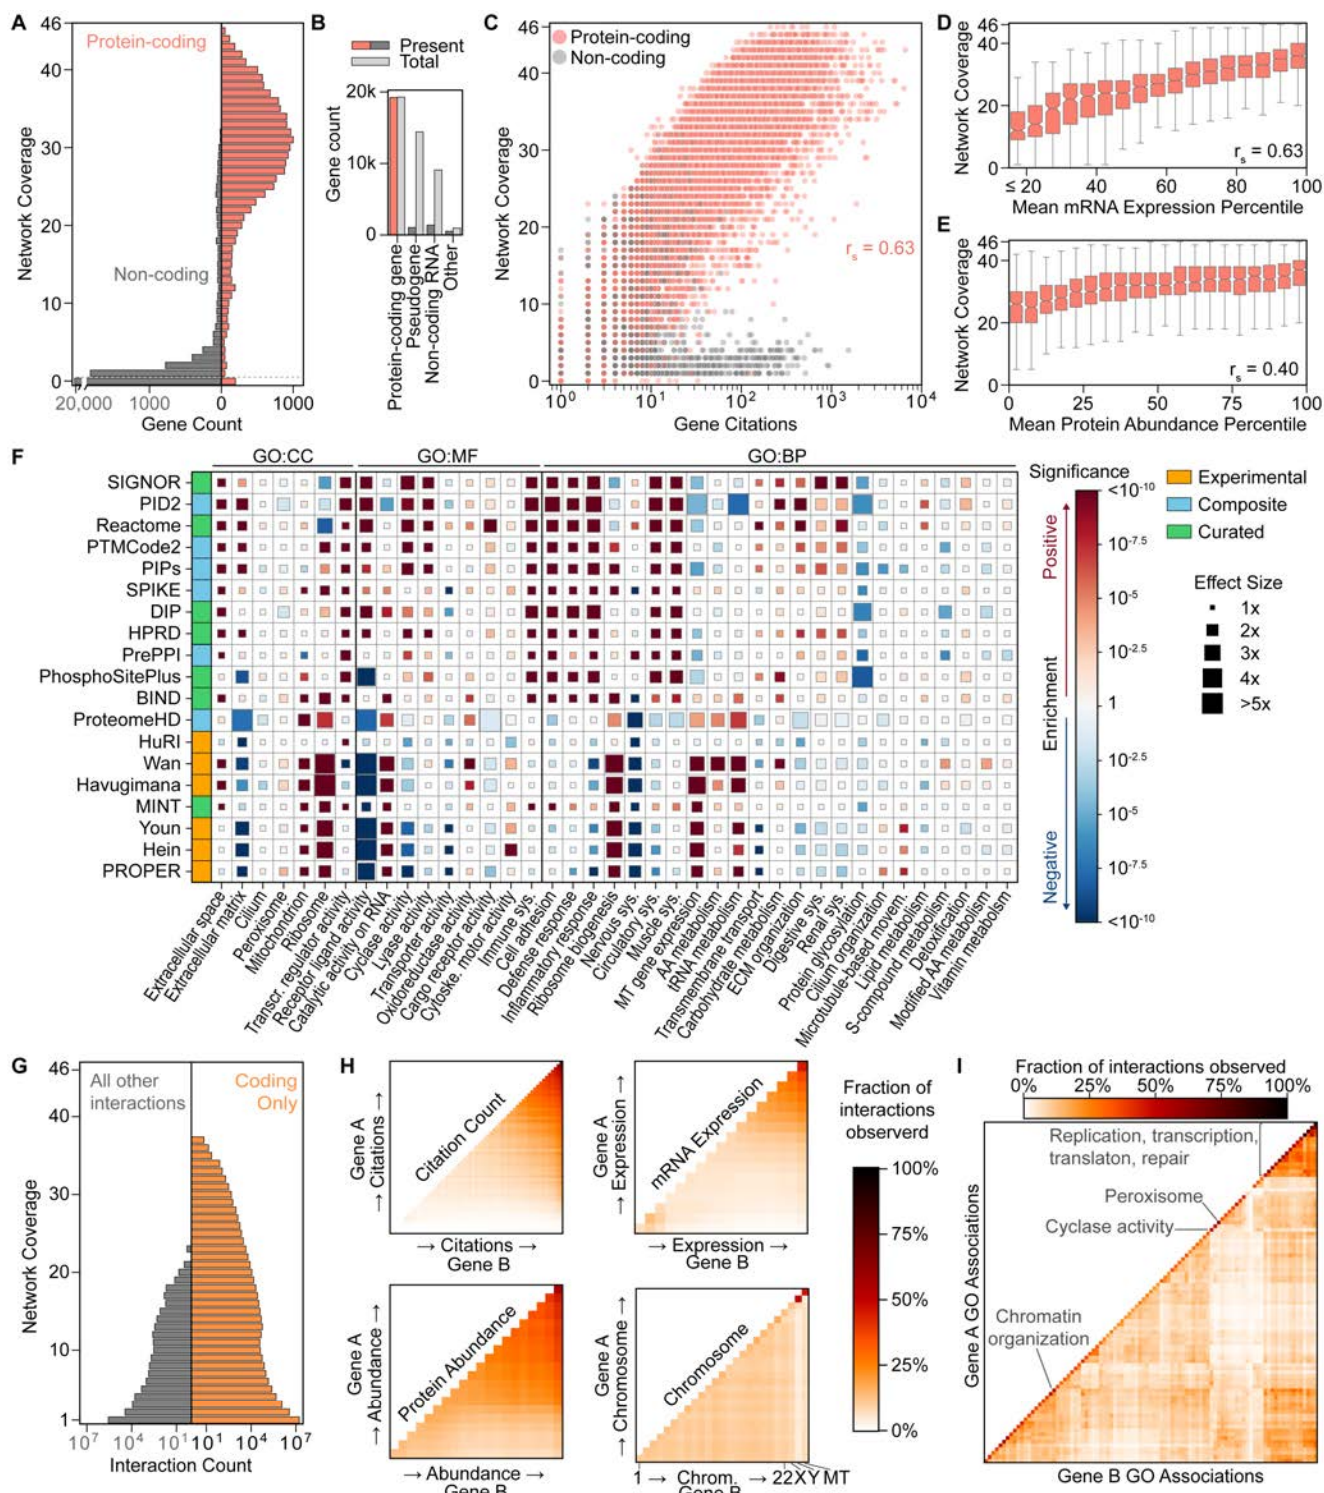 A
46
40
30
20
10
0
Network Coverage
Protein-coding
Non-coding
20,000 1000 0 1000
Gene Count
B
Present
Total
20k
10k
0
Gene count
Protein-coding gene
Pseudogene
Non-coding RNA
Other
C
46
40
30
20
10
0
Network Coverage
Protein-coding
Non-coding
rs = 0.63
10^0 10^1 10^2 10^3 10^4
Gene Citations
D
46
40
20
0
Network Coverage
rs = 0.63
≤ 20 40 60 80 100
Mean mRNA Expression Percentile
E
46
40
20
0
Network Coverage
rs = 0.40
0 25 50 75 100
Mean Protein Abundance Percentile
F
GO:CC GO:MF GO:BP
SIGNOR
PID2
Reactome
PTMCode2
PIPs
SPIKE
DIP
HPRD
PrePPI
PhosphoSitePlus
BIND
ProteomeHD
HuRI
Wan
Havugimana
MINT
Youn
Hein
PROPER
Extracellular space
Extracellular matrix
Cilium
Peroxisome
Mitochondrion
Ribosome
Transcr. regulator activity
Receptor ligand activity
Catalytic activity on RNA
Cyclase activity
Lyase activity
Transporter activity
Oxidoreductase activity
Cargo receptor activity
Cytoske. motor activity
Immune sys.
Cell adhesion
Defense response
Inflammatory response
Ribosome biogenesis
Nervous sys.
Circulatory sys.
Muscle sys.
MT gene expression
AA metabolism
tRNA metabolism
Transmembrane transport
Carbohydrate metabolism
ECM organization
Digestive sys.
Renal sys.
Protein glycosylation
Cilium organization
Microtubule-based movem.
Lipid metabolism
S-compound metabolism
Detoxification
Modified AA metabolism
Vitamin metabolism
Significance
<10^-10
10^-7.5
10^-5
10^-2.5
1
10^-2.5
10^-5
10^-7.5
<10^-10
Positive
Enrichment
Negative
Experimental
Composite
Curated
Effect Size
1x
2x
3x
4x
>5x
G
46
40
30
20
10
1
Network Coverage
All other
interactions
Coding
Only
10^7 10^4 10^1 10^1 10^4 10^7
Interaction Count
H
Gene A
→ Citations →
Citation Count
→ Citations →
Gene B
Gene A
→ Expression →
mRNA Expression
→ Expression →
Gene B
Gene A
→ Abundance →
Protein Abundance
→ Abundance →
Gene B
Gene A
→ Chromosome →
Chromosome
1 → Chrom. → 22 X Y MT
Gene B
Fraction of
interactions
observerd
100%
75%
50%
25%
0%
I
Fraction of interactions observed
0% 25% 50% 75% 100%
Replication, transcription,
translaton, repair
Peroxisome
Cyclase activity
Chromatin
organization
Gene A GO Associations
Gene B GO Associations